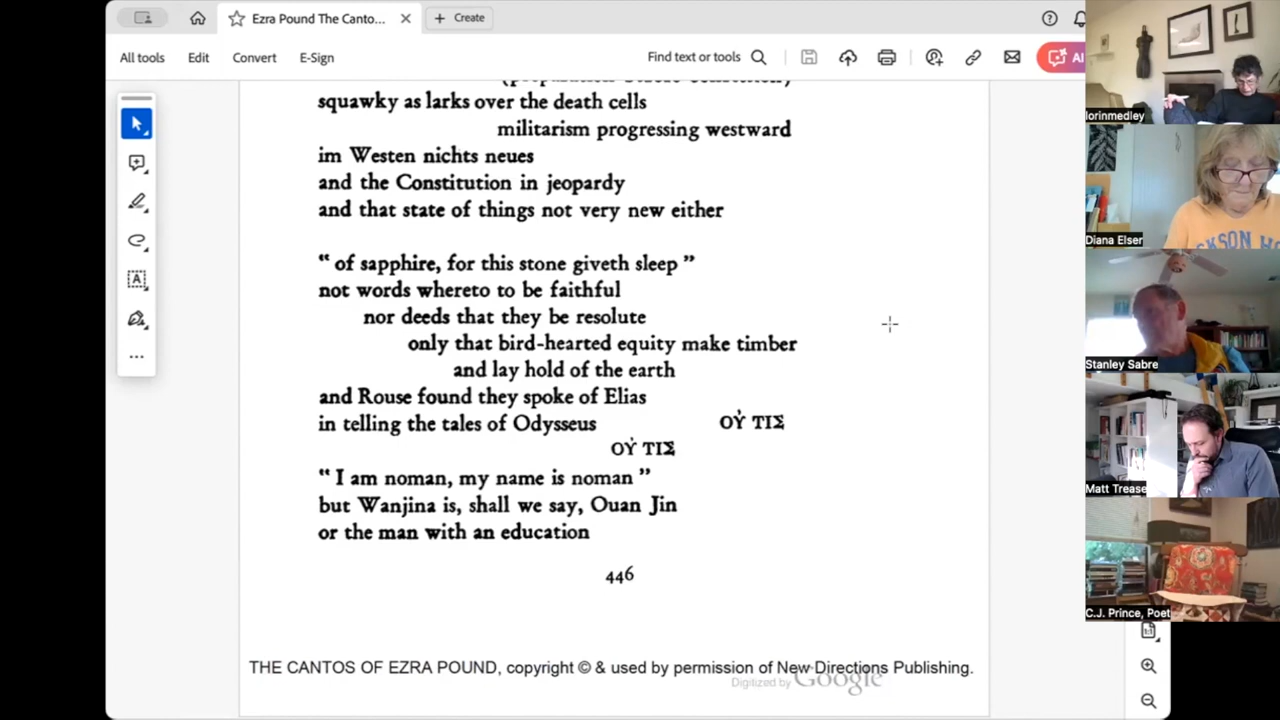 Ezra Pound The Canto...
Create
All tools
Edit
Convert
E-Sign
Find text or tools
AI
squawky as larks over the death cells
militarism progressing westward
im Westen nichts neues
and the Constitution in jeopardy
and that state of things not very new either
“ of sapphire, for this stone giveth sleep ”
not words whereto to be faithful
nor deeds that they be resolute
only that bird-hearted equity make timber
and lay hold of the earth
and Rouse found they spoke of Elias
in telling the tales of Odysseus ΟὙ ΤΙΣ
ΟὙ ΤΙΣ
“ I am noman, my name is noman ”
but Wanjina is, shall we say, Ouan Jin
or the man with an education
446
THE CANTOS OF EZRA POUND, copyright © & used by permission of New Directions Publishing.
Digitized by Google
lorinmedley
Diana Elser
CKSON HO
Stanley Sabre
Matt Trease
C.J. Prince, Poet